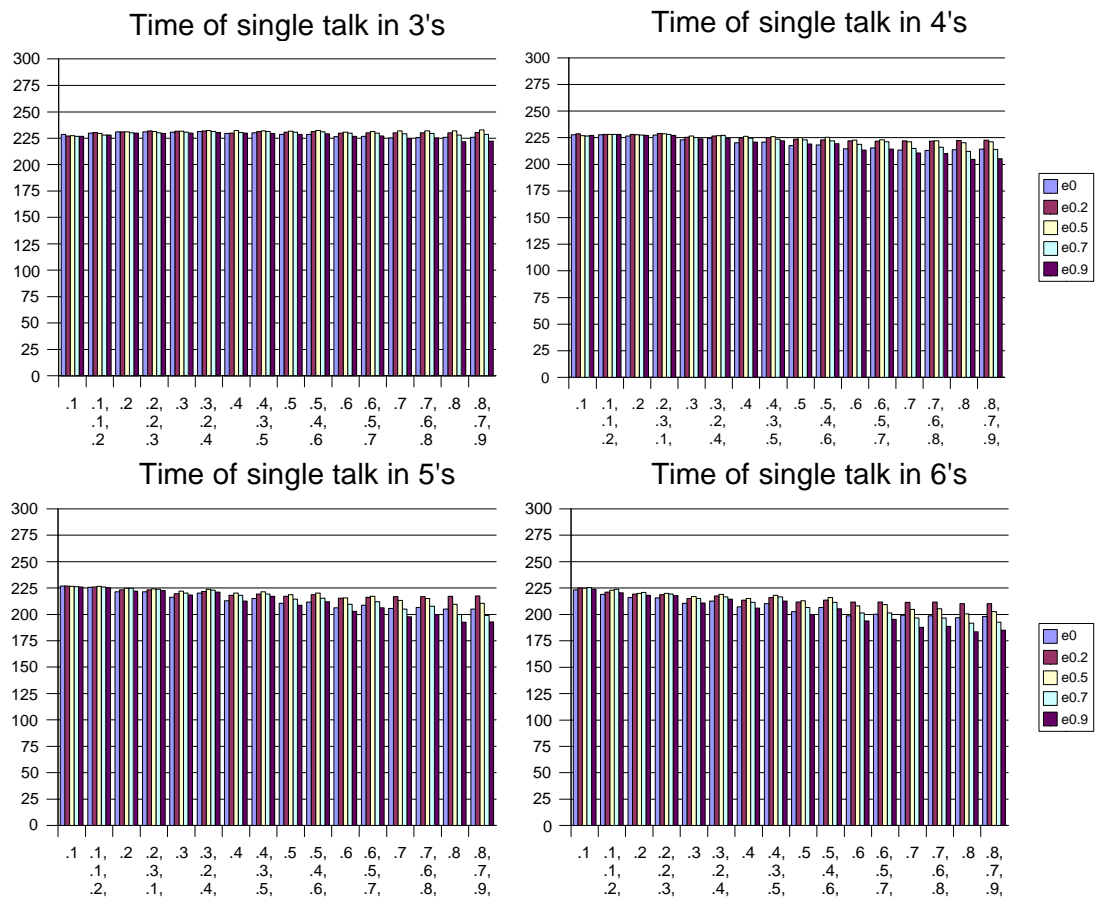 Time of single talk in 3's
300
275
250
225
200
175
150
125
100
75
50
25
0
.1 .1, .2 .2, .3 .3, .4 .4, .5 .5, .6 .6, .7 .7, .8 .8,
.1, .2, .2, .3, .4, .5, .6, .7,
.2 .3 .4 .5 .6 .7 .8 .9
Time of single talk in 4's
300
275
250
225
200
175
150
125
100
75
50
25
0
.1 .1, .2 .2, .3 .3, .4 .4, .5 .5, .6 .6, .7 .7, .8 .8,
.1, .3, .2, .3, .4, .5, .6, .7,
.2, .1, .4, .5, .6, .7, .8, .9,
e0
e0.2
e0.5
e0.7
e0.9
Time of single talk in 5's
300
275
250
225
200
175
150
125
100
75
50
25
0
.1 .1, .2 .2, .3 .3, .4 .4, .5 .5, .6 .6, .7 .7, .8 .8,
.1, .3, .2, .3, .4, .5, .6, .7,
.2, .1, .4, .5, .6, .7, .8, .9,
Time of single talk in 6's
300
275
250
225
200
175
150
125
100
75
50
25
0
.1 .1, .2 .2, .3 .3, .4 .4, .5 .5, .6 .6, .7 .7, .8 .8,
.1, .2, .2, .3, .4, .5, .6, .7,
.2, .3, .4, .5, .6, .7, .8, .9,
e0
e0.2
e0.5
e0.7
e0.9